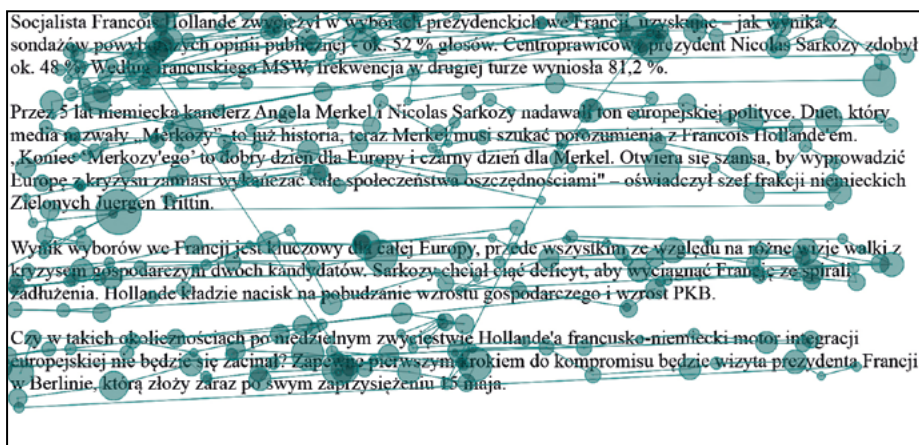 Socjalista Francois Hollande zwyciężył w wyborach prezydenckich we Francji, uzyskując – jak wynika z
sondażów powyborczych opinii publicznej - ok. 52 % głosów. Centroprawicowy prezydent Nicolas Sarkozy zdobył
ok. 48 %. Według francuskiego MSW, frekwencja w drugiej turze wyniosła 81,2 %.
Przez 5 lat niemiecka kanclerz Angela Merkel i Nicolas Sarkozy nadawali ton europejskiej polityce. Duet, który
media nazwały „Merkozy”, to już historia, teraz Merkel musi szukać porozumienia z Francois Hollande'em.
„Koniec 'Merkozy'ego' to dobry dzień dla Europy i czarny dzień dla Merkel. Otwiera się szansa, by wyprowadzić
Europę z kryzysu zamiast wykańczać całe społeczeństwa oszczędnościami" – oświadczył szef frakcji niemieckich
Zielonych Juergen Trittin.
Wynik wyborów we Francji jest kluczowy dla całej Europy, przede wszystkim ze względu na różne wizje walki z
kryzysem gospodarczym dwóch kandydatów. Sarkozy chciał ciąć deficyt, aby wyciągnąć Francję ze spirali
zadłużenia. Hollande kładzie nacisk na pobudzanie wzrostu gospodarczego i wzrost PKB.
Czy w takich okolicznościach po niedzielnym zwycięstwie Hollande'a francusko-niemiecki motor integracji
europejskiej nie będzie się zacinał? Zapewne pierwszym krokiem do kompromisu będzie wizyta prezydenta Francji
w Berlinie, którą złoży zaraz po swym zaprzysiężeniu 15 maja.